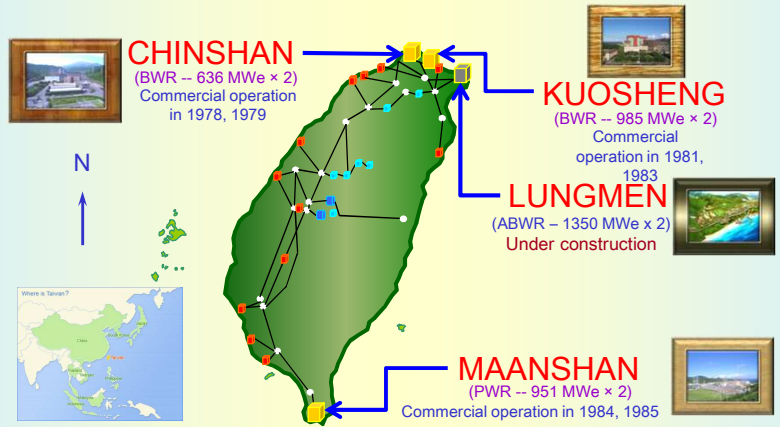 CHINSHAN
(BWR -- 636 MWe × 2)
Commercial operation
in 1978, 1979
KUOSHENG
(BWR -- 985 MWe × 2)
Commercial
operation in 1981,
1983
N
LUNGMEN
(ABWR – 1350 MWe x 2)
Under construction
Where is Taiwan?
China
MAANSHAN
(PWR -- 951 MWe × 2)
Commercial operation in 1984, 1985